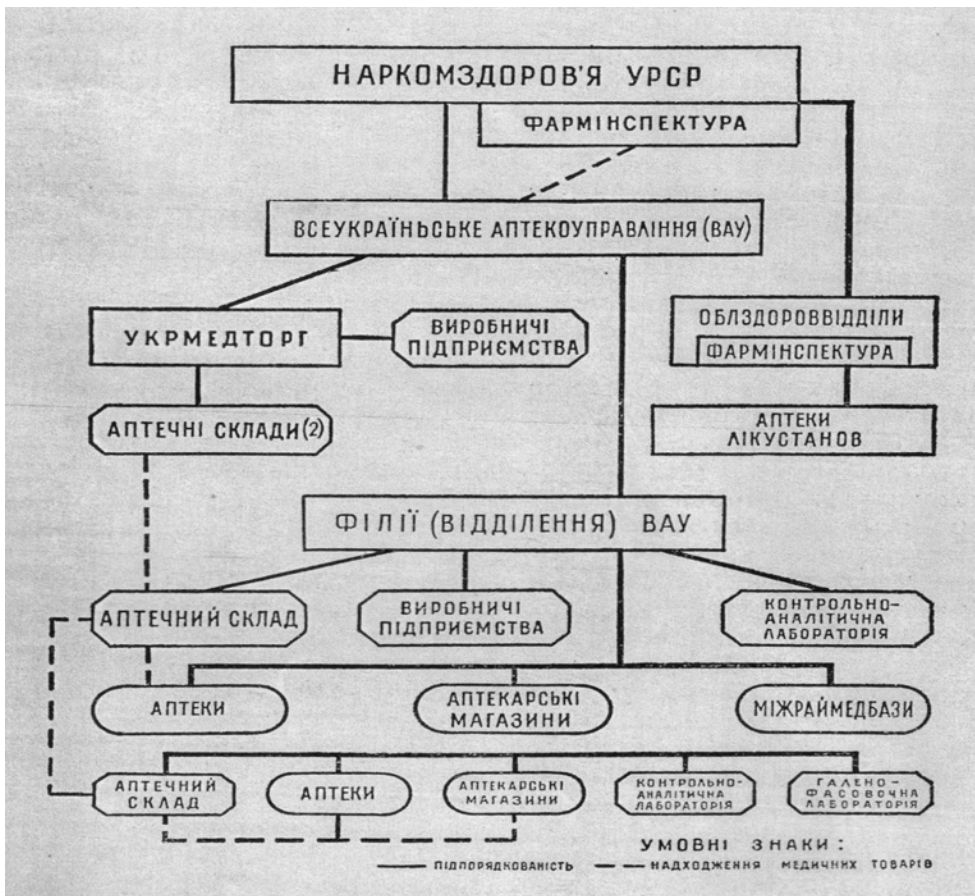 НАРКОМЗДОРОВ'Я УРСР
ФАРМІНСПЕКТУРА
ВСЕУКРАЇНЬСЬКЕ АПТЕКОУПРАВЛІННЯ (ВАУ)
УКРМЕДТОРГ
ВИРОБНИЧІ
ПІДПРИЄМСТВА
ОБЛЗДОРОВВІДДІЛИ
ФАРМІНСПЕКТУРА
АПТЕЧНІ СКЛАДИ (2)
АПТЕКИ
ЛІКУСТАНОВ
ФІЛІЇ (ВІДДІЛЕННЯ) ВАУ
АПТЕЧНИЙ СКЛАД
ВИРОБНИЧІ
ПІДПРИЄМСТВА
КОНТРОЛЬНО-
АНАЛІТИЧНА
ЛАБОРАТОРІЯ
АПТЕКИ
АПТЕКАРСЬКІ
МАГАЗИНИ
МІЖРАЙМЕДБАЗИ
АПТЕЧНИЙ
СКЛАД
АПТЕКИ
АПТЕКАРСЬКІ
МАГАЗИНИ
КОНТРОЛЬНО-
АНАЛІТИЧНА
ЛАБОРАТОРІЯ
ГАЛЕНО-
ФАСОВОЧНА
ЛАБОРАТОРІЯ
УМОВНІ ЗНАКИ:
ПІДПОРЯДКОВАНІСТЬ
НАДХОДЖЕННЯ МЕДИЧНИХ ТОВАРІВ